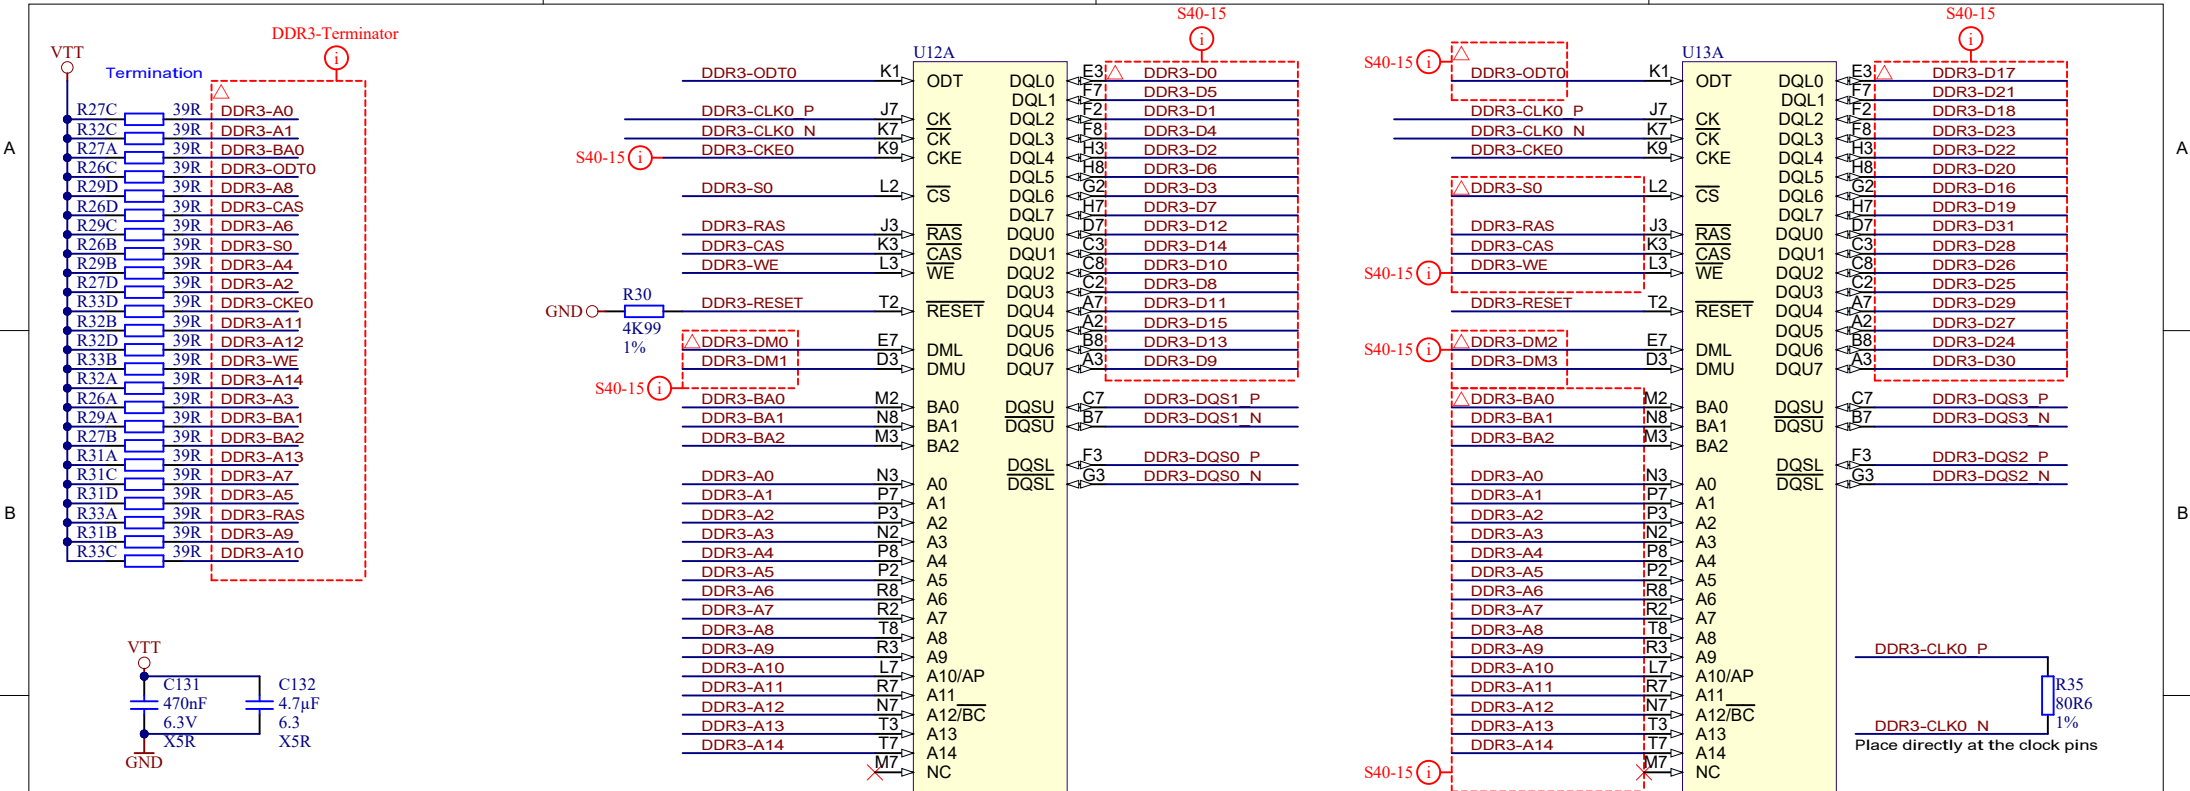 S40-15
S40-15
DDR3-Terminator
VTT
Termination
R27C 39R DDR3-A0
R32C 39R DDR3-A1
R27A 39R DDR3-BA0
R26C 39R DDR3-ODT0
R29D 39R DDR3-A8
R26D 39R DDR3-CAS
R29C 39R DDR3-A6
R26B 39R DDR3-S0
R29B 39R DDR3-A4
R27D 39R DDR3-A2
R33D 39R DDR3-CKE0
R32B 39R DDR3-A11
R32D 39R DDR3-A12
R33B 39R DDR3-WE
R32A 39R DDR3-A14
R26A 39R DDR3-A3
R29A 39R DDR3-BA1
R27B 39R DDR3-BA2
R31A 39R DDR3-A13
R31C 39R DDR3-A7
R31D 39R DDR3-A5
R33A 39R DDR3-RAS
R31B 39R DDR3-A9
R33C 39R DDR3-A10
VTT
C131
470nF
6.3V
X5R
C132
4.7µF
6.3
X5R
GND
U12A
DDR3-ODT0 K1 ODT DQL0 E3 DDR3-D0
DQL1 F7 DDR3-D5
DDR3-CLK0_P J7 CK DQL2 F2 DDR3-D1
DDR3-CLK0_N K7 CK DQL3 F8 DDR3-D4
S40-15 i DDR3-CKE0 K9 CKE DQL4 H3 DDR3-D2
DQL5 H8 DDR3-D6
DDR3-S0 L2 CS DQL6 G2 DDR3-D3
DQL7 H7 DDR3-D7
DDR3-RAS J3 RAS DQU0 D7 DDR3-D12
DDR3-CAS K3 CAS DQU1 C3 DDR3-D14
DDR3-WE L3 WE DQU2 C8 DDR3-D10
DQU3 C2 DDR3-D8
GND R30 4K99 1% DDR3-RESET T2 RESET DQU4 A7 DDR3-D11
DQU5 A2 DDR3-D15
DDR3-DM0 E7 DML DQU6 B8 DDR3-D13
DDR3-DM1 D3 DMU DQU7 A3 DDR3-D9
S40-15 i
DDR3-BA0 M2 BA0 DQSU C7 DDR3-DQS1_P
DDR3-BA1 N8 BA1 DQSU B7 DDR3-DQS1_N
DDR3-BA2 M3 BA2
DQSL F3 DDR3-DQS0_P
DDR3-A0 N3 A0 DQSL G3 DDR3-DQS0_N
DDR3-A1 P7 A1
DDR3-A2 P3 A2
DDR3-A3 N2 A3
DDR3-A4 P8 A4
DDR3-A5 P2 A5
DDR3-A6 R8 A6
DDR3-A7 R2 A7
DDR3-A8 T8 A8
DDR3-A9 R3 A9
DDR3-A10 L7 A10/AP
DDR3-A11 R7 A11
DDR3-A12 N7 A12/BC
DDR3-A13 T3 A13
DDR3-A14 T7 A14
M7 NC
U13A
S40-15 i
DDR3-ODT0 K1 ODT DQL0 E3 DDR3-D17
DQL1 F7 DDR3-D21
DDR3-CLK0_P J7 CK DQL2 F2 DDR3-D18
DDR3-CLK0_N K7 CK DQL3 F8 DDR3-D23
DDR3-CKE0 K9 CKE DQL4 H3 DDR3-D22
DQL5 H8 DDR3-D20
DDR3-S0 L2 CS DQL6 G2 DDR3-D16
DQL7 H7 DDR3-D19
DDR3-RAS J3 RAS DQU0 D7 DDR3-D31
DDR3-CAS K3 CAS DQU1 C3 DDR3-D28
S40-15 i DDR3-WE L3 WE DQU2 C8 DDR3-D26
DQU3 C2 DDR3-D25
DDR3-RESET T2 RESET DQU4 A7 DDR3-D29
DQU5 A2 DDR3-D27
S40-15 i DDR3-DM2 E7 DML DQU6 B8 DDR3-D24
DDR3-DM3 D3 DMU DQU7 A3 DDR3-D30
DDR3-BA0 M2 BA0 DQSU C7 DDR3-DQS3_P
DDR3-BA1 N8 BA1 DQSU B7 DDR3-DQS3_N
DDR3-BA2 M3 BA2
DQSL F3 DDR3-DQS2_P
DDR3-A0 N3 A0 DQSL G3 DDR3-DQS2_N
DDR3-A1 P7 A1
DDR3-A2 P3 A2
DDR3-A3 N2 A3
DDR3-A4 P8 A4
DDR3-A5 P2 A5
DDR3-A6 R8 A6
DDR3-A7 R2 A7
DDR3-A8 T8 A8
DDR3-A9 R3 A9
DDR3-A10 L7 A10/AP
DDR3-A11 R7 A11
DDR3-A12 N7 A12/BC
DDR3-A13 T3 A13
DDR3-A14 T7 A14
S40-15 i M7 NC
DDR3-CLK0_P
R35
80R6
1%
DDR3-CLK0_N
Place directly at the clock pins
A
A
B
B